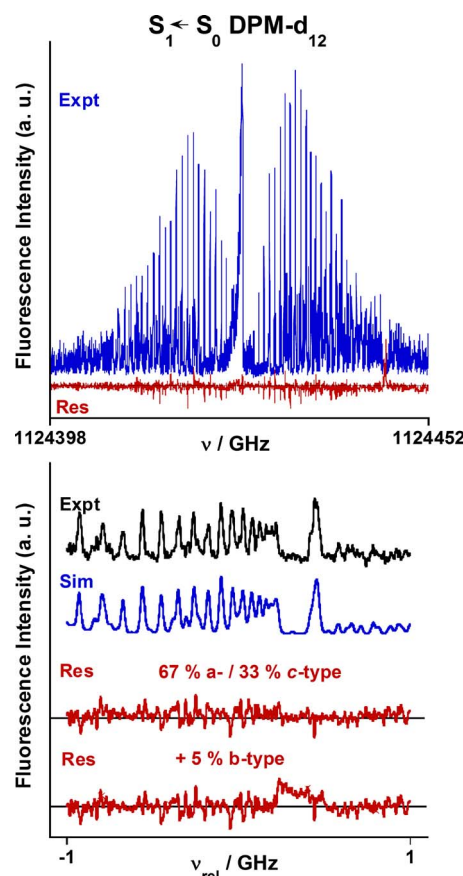 S₁ ← S₀ DPM-d₁₂
Fluorescence Intensity (a. u.)
Expt
Res
1124398
ν / GHz
1124452
Fluorescence Intensity (a. u.)
Expt
Sim
Res
67 % a- / 33 % c-type
Res
+ 5 % b-type
-1
ν_rel / GHz
1